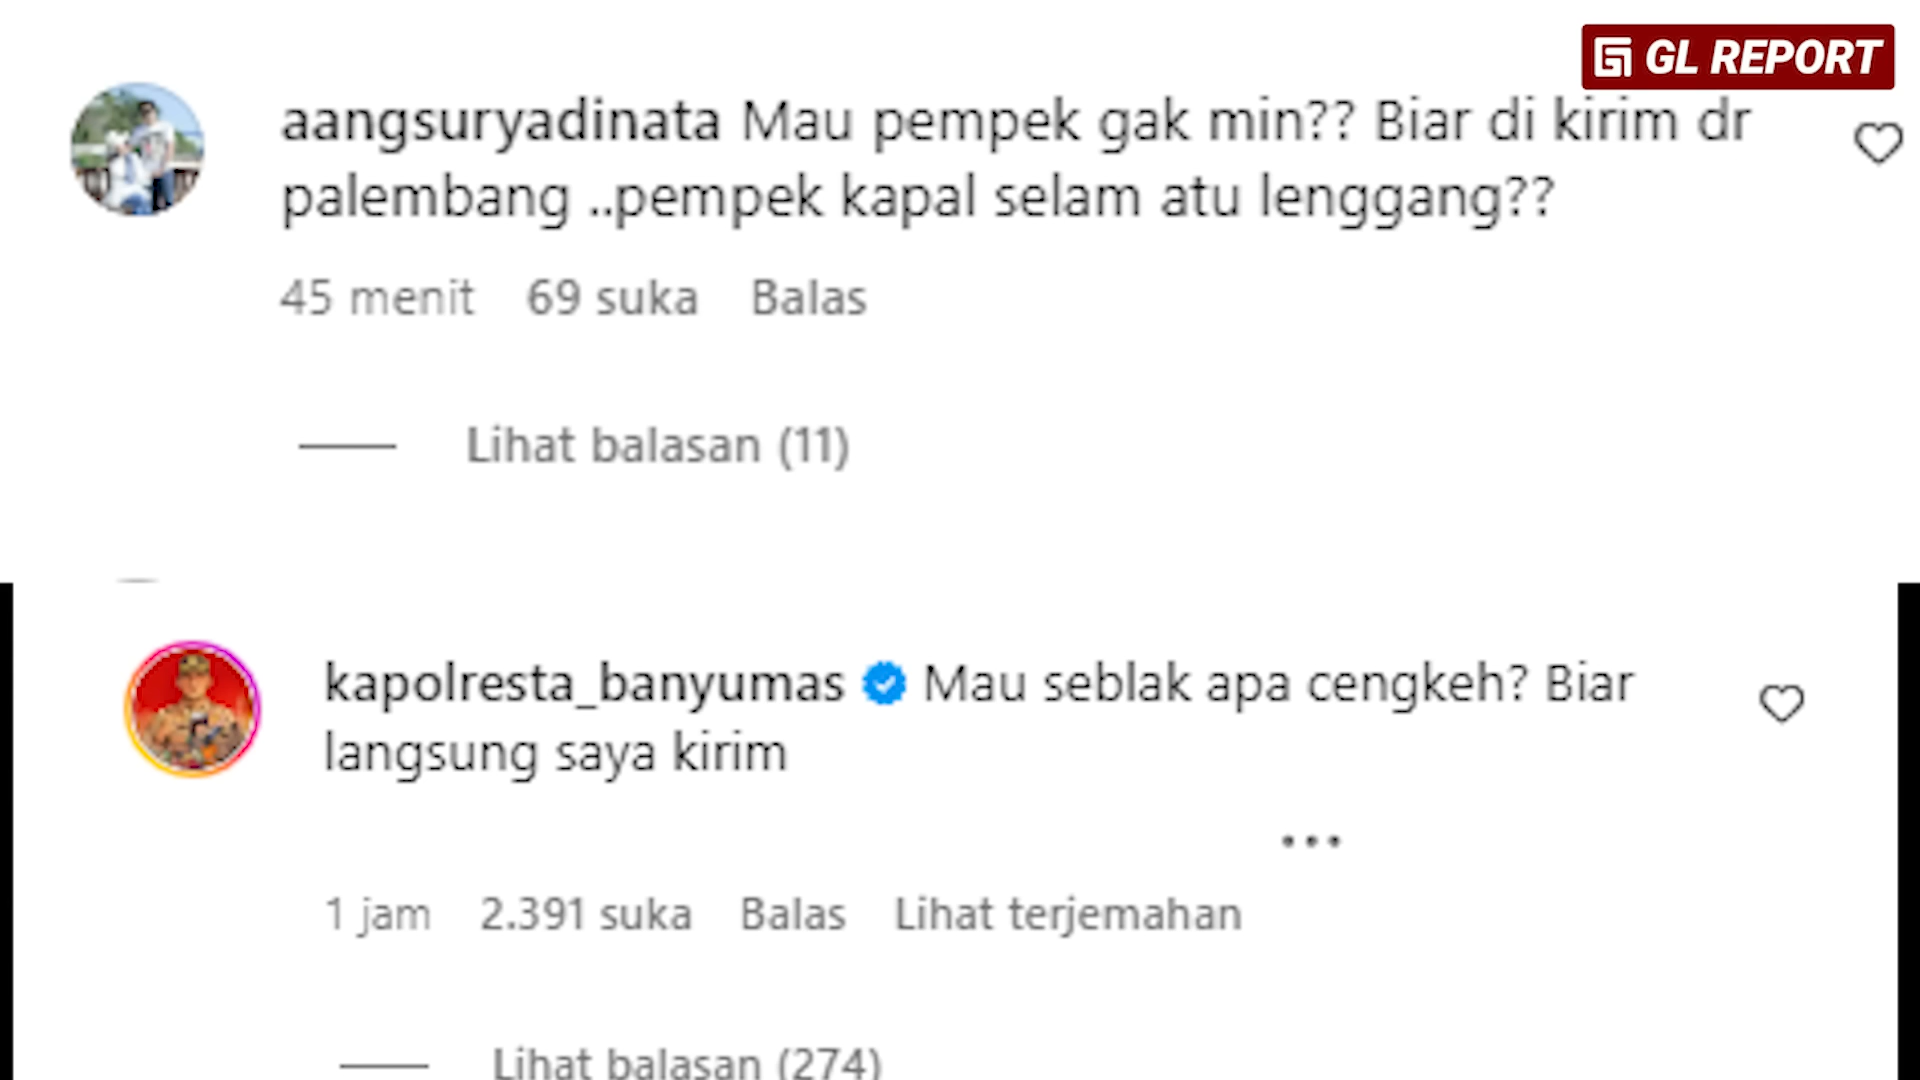 GL REPORT
aangsuryadinata Mau pempek gak min?? Biar di kirim dr
palembang ..pempek kapal selam atu lenggang??
45 menit 69 suka Balas
Lihat balasan (11)
kapolresta_banyumas Mau seblak apa cengkeh? Biar
langsung saya kirim
1 jam 2.391 suka Balas Lihat terjemahan
Lihat balasan (274)